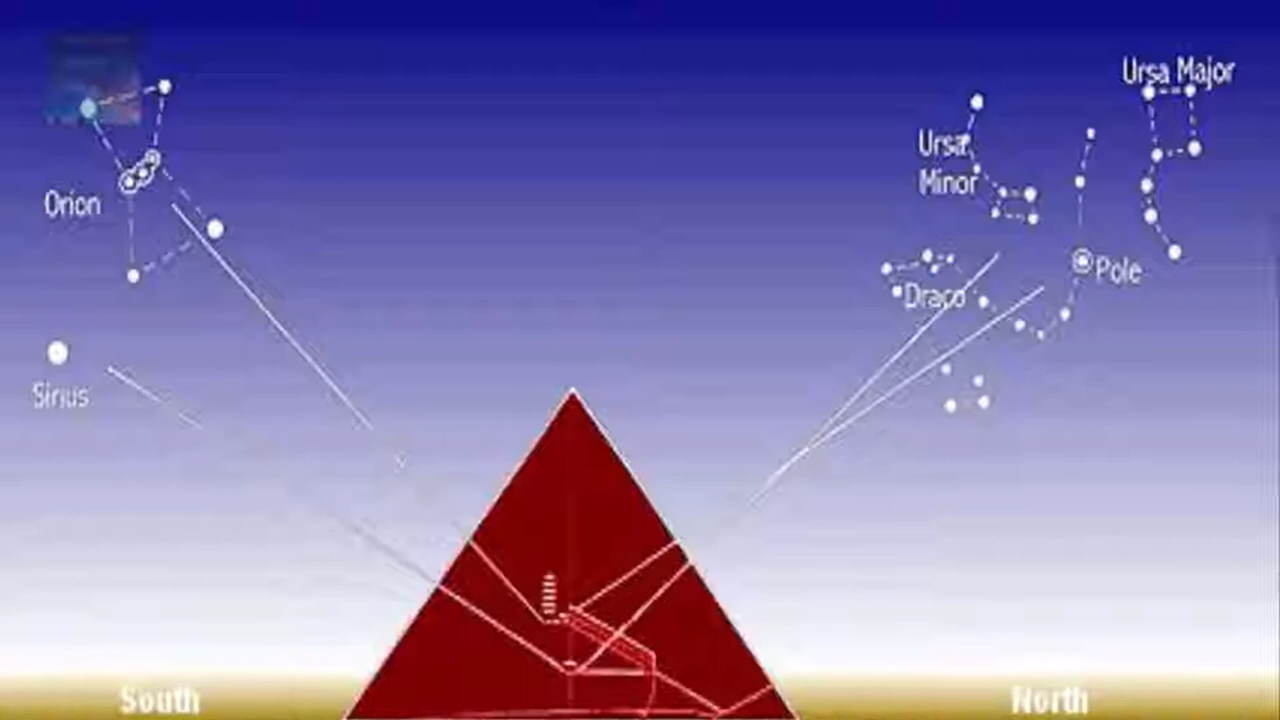 Ursa Major
Ursa
Minor
Orion
Pole
Draco
Sirius
South
North